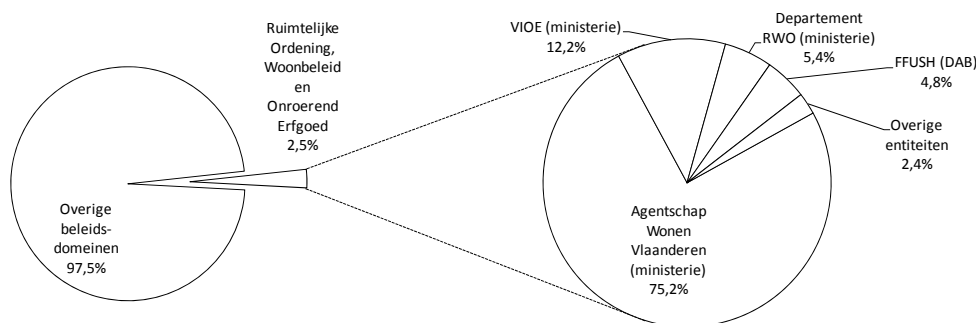 Ruimtelijke
Ordening,
Woonbeleid
en
Onroerend
Erfgoed
2,5%
Overige
beleids-
domeinen
97,5%
VIOE (ministerie)
12,2%
Departement
RWO (ministerie)
5,4%
FFUSH (DAB)
4,8%
Overige
entiteiten
2,4%
Agentschap
Wonen
Vlaanderen
(ministerie)
75,2%